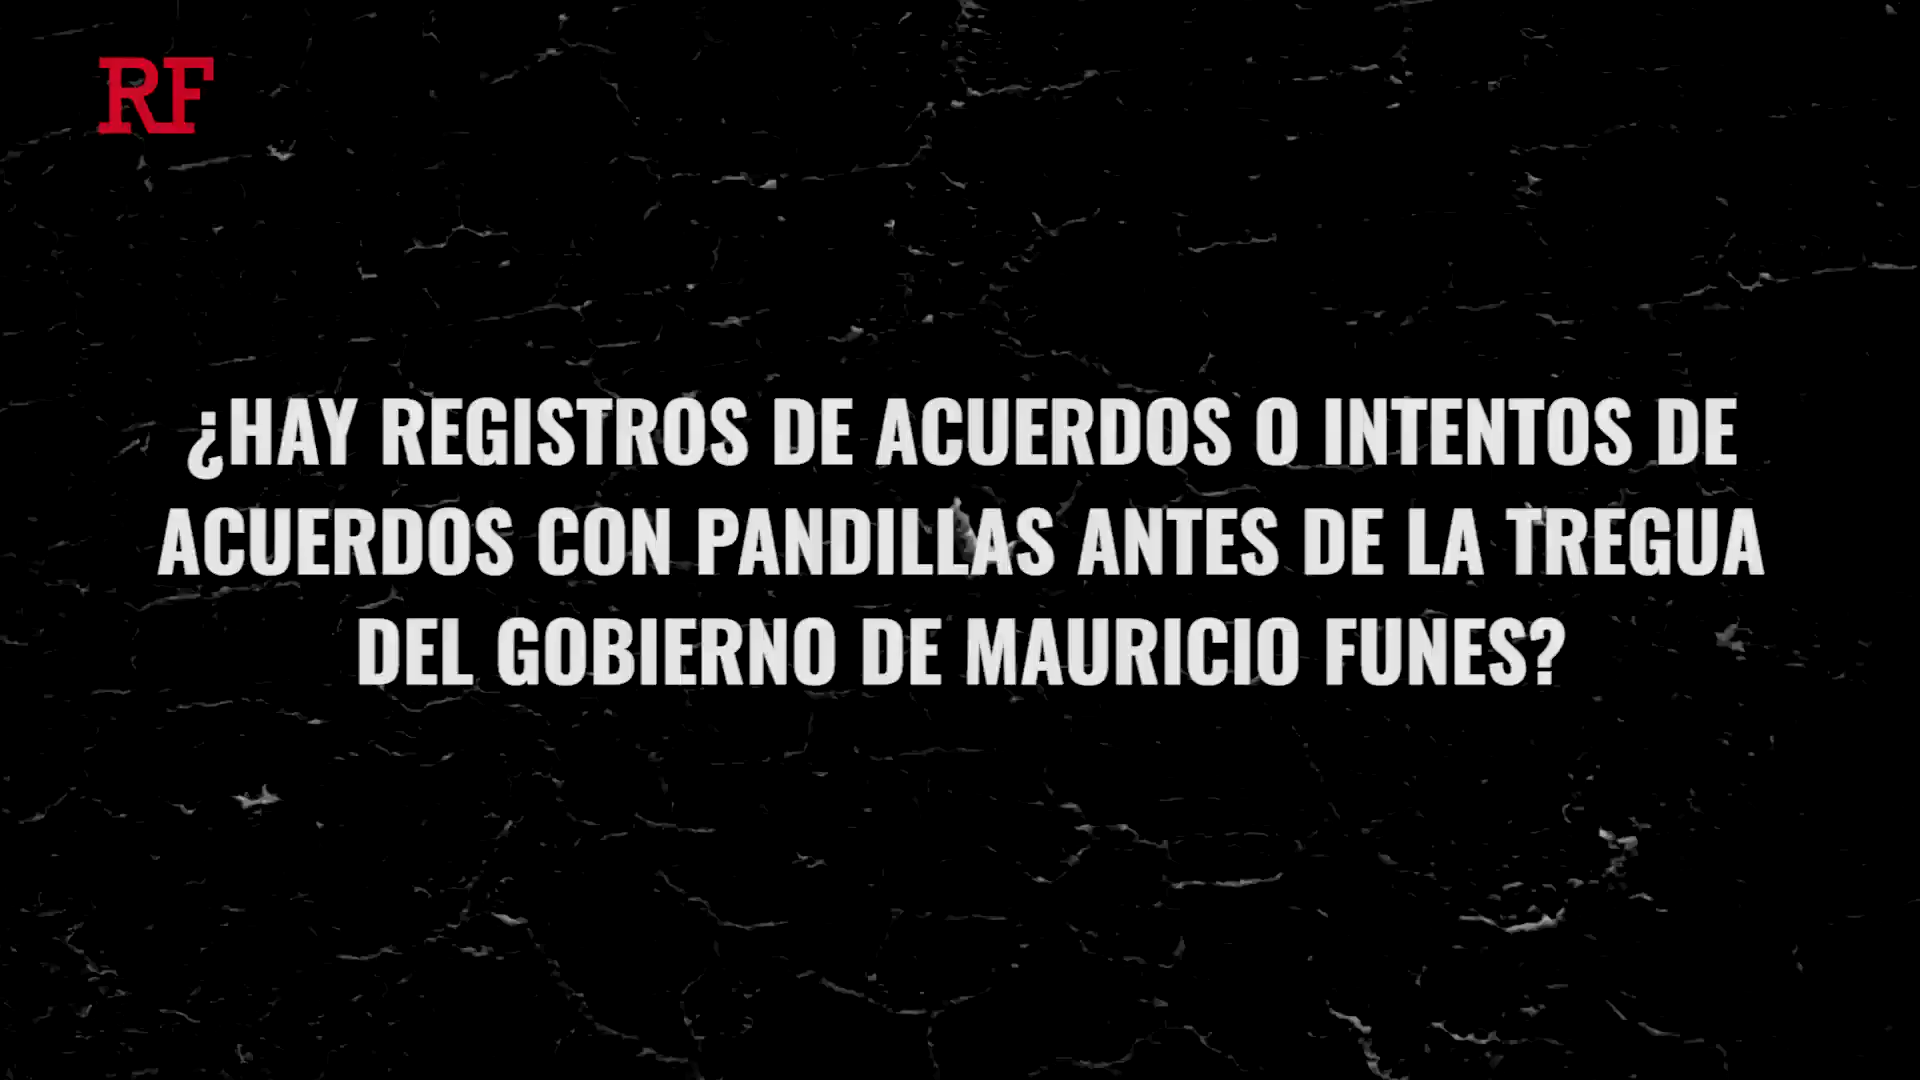 RF
¿HAY REGISTROS DE ACUERDOS O INTENTOS DE
ACUERDOS CON PANDILLAS ANTES DE LA TREGUA
DEL GOBIERNO DE MAURICIO FUNES?